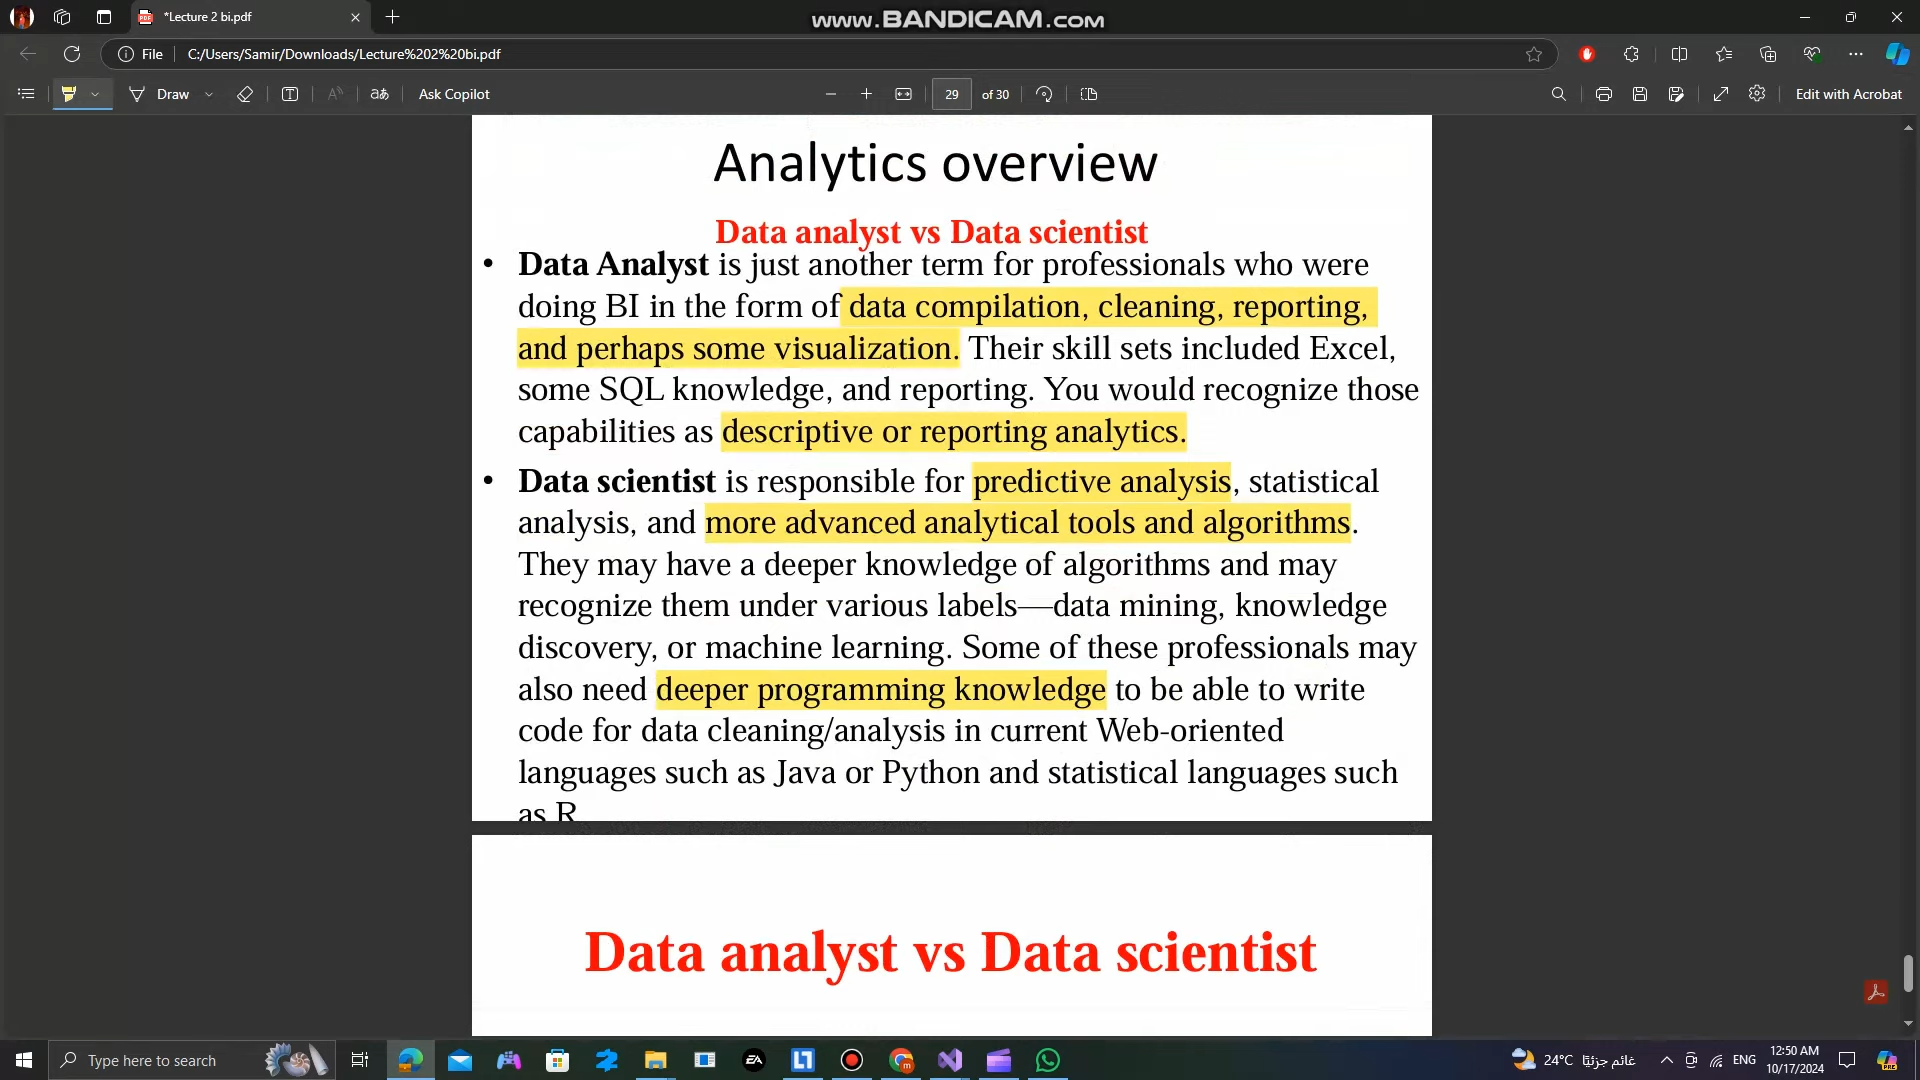 *Lecture 2 bi.pdf
www.BANDICAM.com
File
C:/Users/Samir/Downloads/Lecture%202%20bi.pdf
Draw
aあ
Ask Copilot
29
of 30
Edit with Acrobat
Analytics overview
Data analyst vs Data scientist
• Data Analyst is just another term for professionals who were
doing BI in the form of data compilation, cleaning, reporting,
and perhaps some visualization. Their skill sets included Excel,
some SQL knowledge, and reporting. You would recognize those
capabilities as descriptive or reporting analytics.
• Data scientist is responsible for predictive analysis, statistical
analysis, and more advanced analytical tools and algorithms.
They may have a deeper knowledge of algorithms and may
recognize them under various labels—data mining, knowledge
discovery, or machine learning. Some of these professionals may
also need deeper programming knowledge to be able to write
code for data cleaning/analysis in current Web-oriented
languages such as Java or Python and statistical languages such
as R
Data analyst vs Data scientist
Type here to search
EA
24°C
غائم جزئيًا
ENG
12:50 AM
10/17/2024